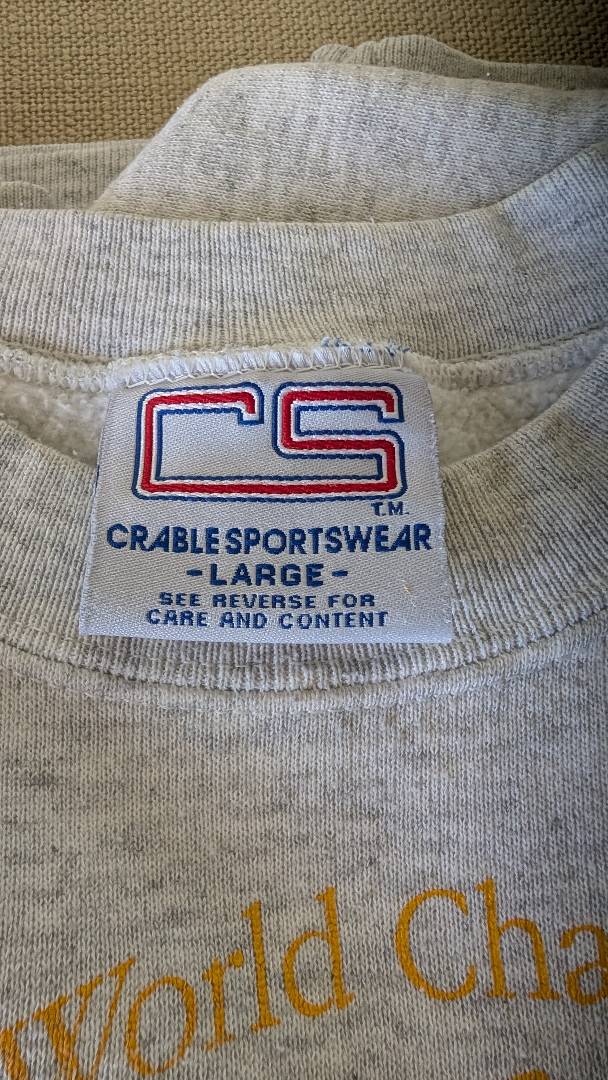 CS
T.M.
CRABLE SPORTSWEAR
-LARGE-
SEE REVERSE FOR
CARE AND CONTENT
World Cha